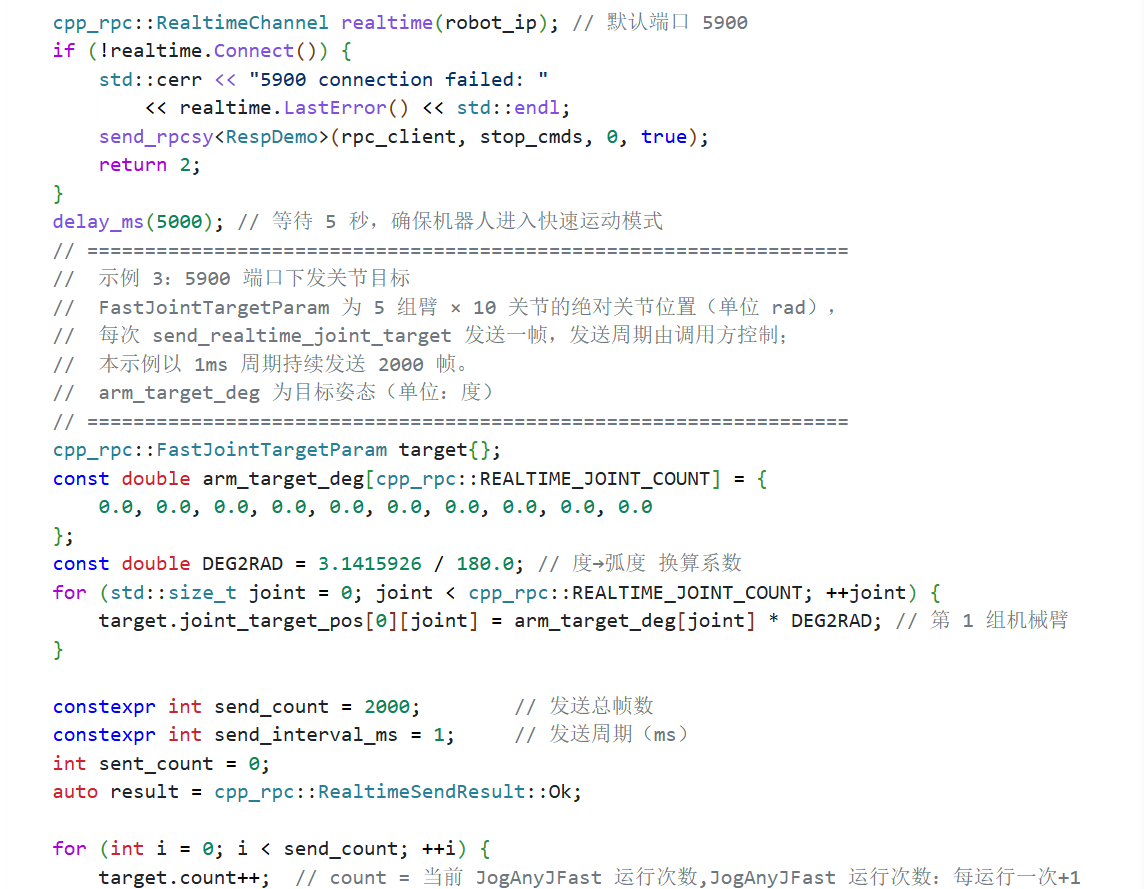 cpp_rpc::RealtimeChannel realtime(robot_ip); // 默认端口 5900
if (!realtime.Connect()) {
    std::cerr << "5900 connection failed: "
        << realtime.LastError() << std::endl;
    send_rpcsy<RespDemo>(rpc_client, stop_cmds, 0, true);
    return 2;
}
delay_ms(5000); // 等待 5 秒，确保机器人进入快速运动模式
// ==================================================================
//  示例 3：5900 端口下发关节目标
//  FastJointTargetParam 为 5 组臂 × 10 关节的绝对关节位置（单位 rad），
//  每次 send_realtime_joint_target 发送一帧，发送周期由调用方控制；
//  本示例以 1ms 周期持续发送 2000 帧。
//  arm_target_deg 为目标姿态（单位：度）
// ==================================================================
cpp_rpc::FastJointTargetParam target{};
const double arm_target_deg[cpp_rpc::REALTIME_JOINT_COUNT] = {
    0.0, 0.0, 0.0, 0.0, 0.0, 0.0, 0.0, 0.0, 0.0, 0.0
};
const double DEG2RAD = 3.1415926 / 180.0; // 度→弧度 换算系数
for (std::size_t joint = 0; joint < cpp_rpc::REALTIME_JOINT_COUNT; ++joint) {
    target.joint_target_pos[0][joint] = arm_target_deg[joint] * DEG2RAD; // 第 1 组机械臂
}
constexpr int send_count = 2000;        // 发送总帧数
constexpr int send_interval_ms = 1;     // 发送周期（ms）
int sent_count = 0;
auto result = cpp_rpc::RealtimeSendResult::Ok;
for (int i = 0; i < send_count; ++i) {
    target.count++;  // count = 当前 JogAnyJFast 运行次数,JogAnyJFast 运行次数：每运行一次+1